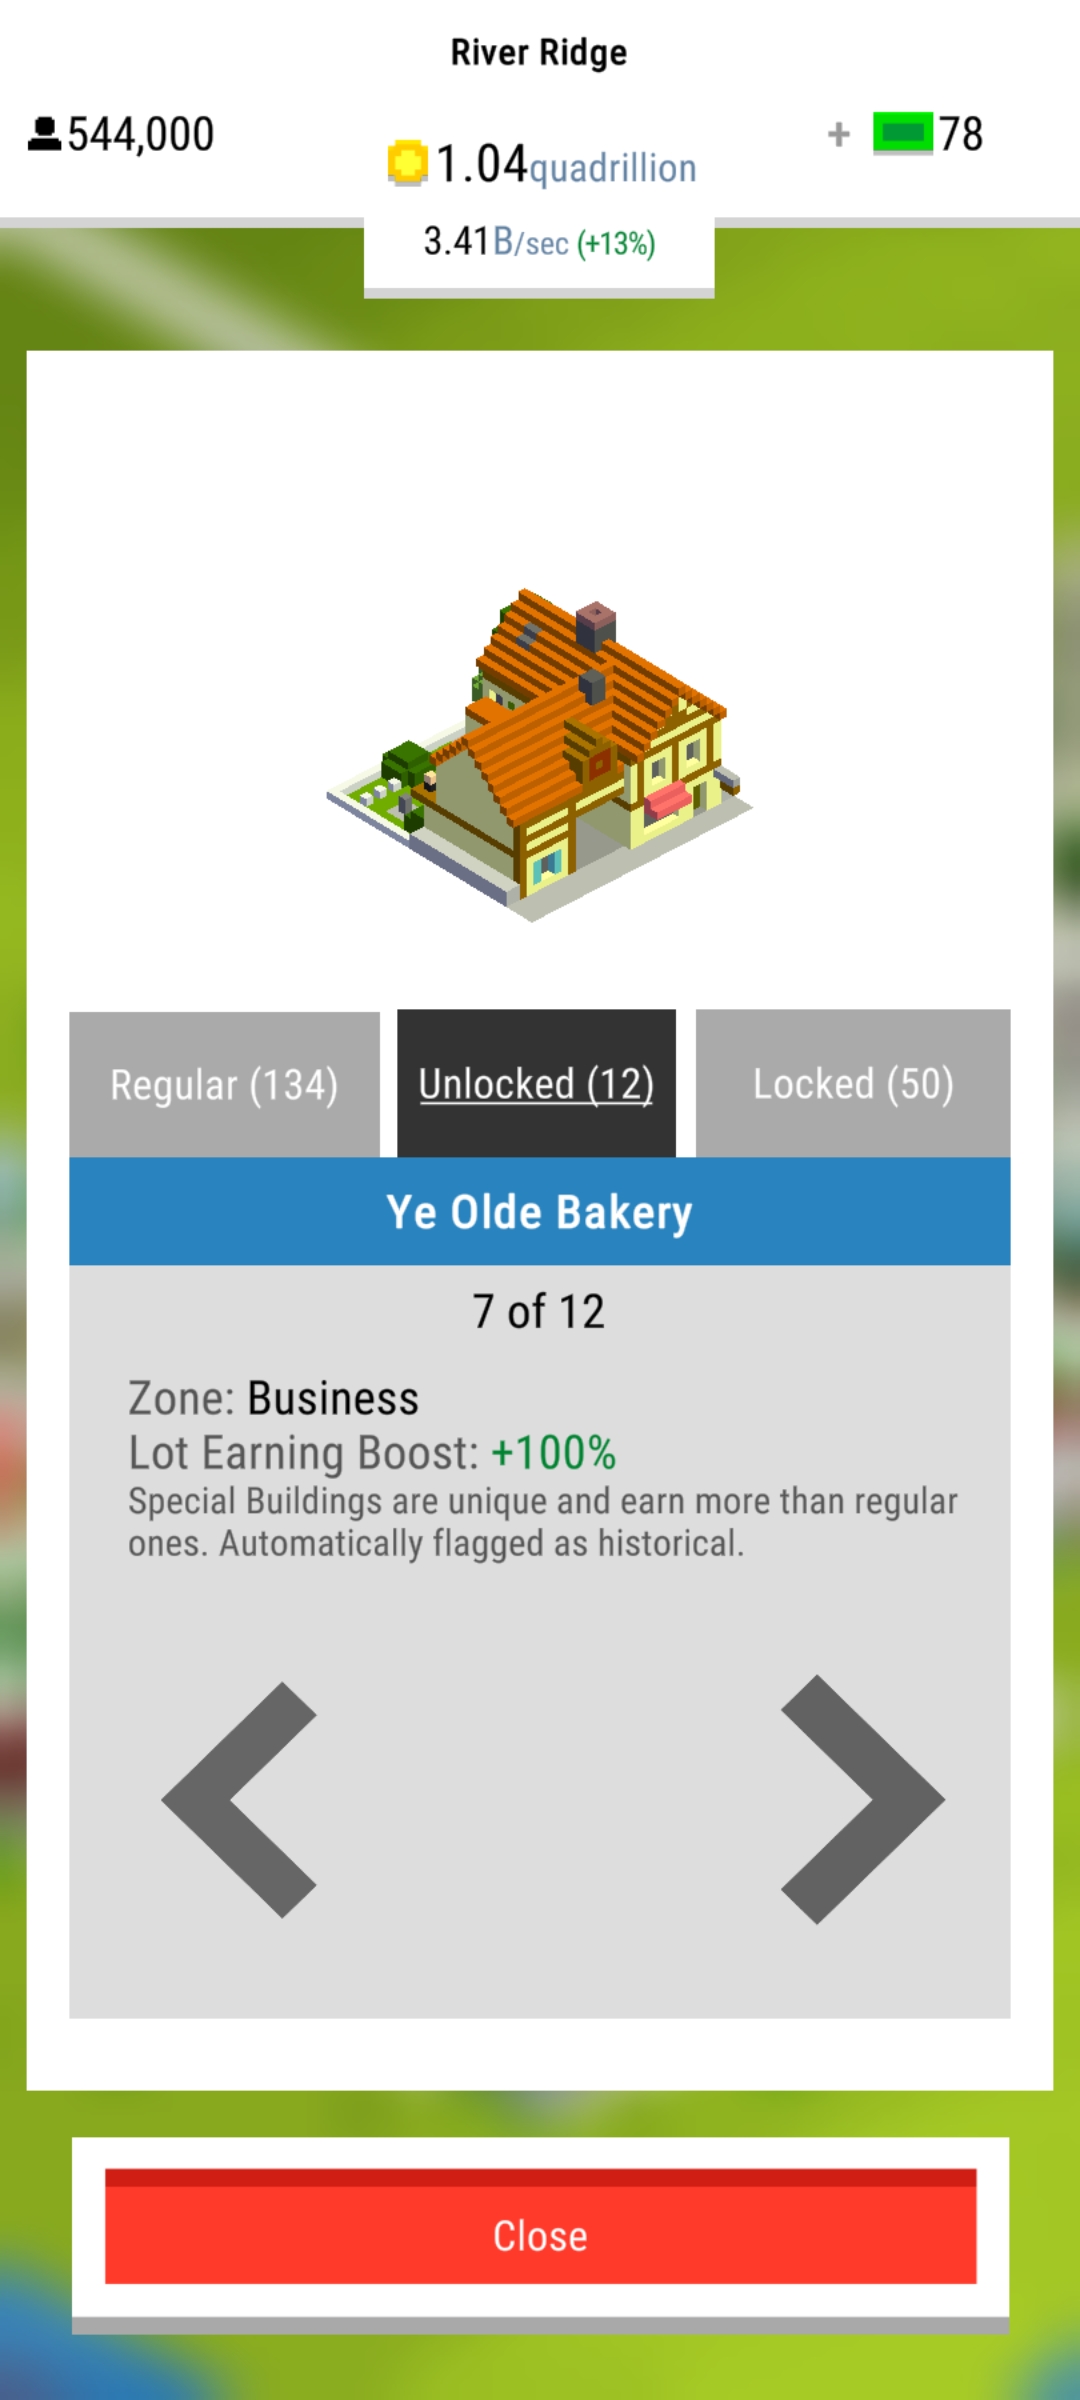 River Ridge
544,000
+ 78
1.04quadrillion
3.41B/sec (+13%)
Regular (134)
Unlocked (12)
Locked (50)
Ye Olde Bakery
7 of 12
Zone: Business
Lot Earning Boost: +100%
Special Buildings are unique and earn more than regular
ones. Automatically flagged as historical.
Close